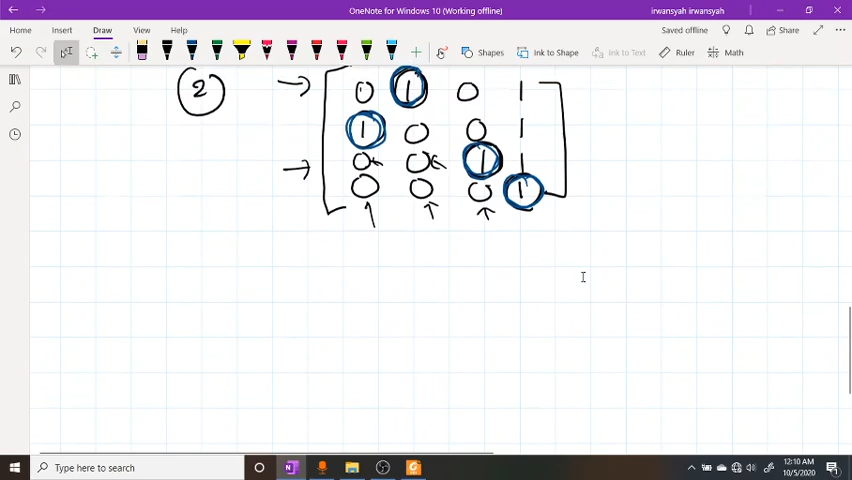 OneNote for Windows 10 (Working offline)
irwansyah irwansyah
Home Insert Draw View Help
Saved offline
Share
Shapes
Ink to Shape
Ink to Text
Ruler
Math
2
0 1 0 1
1 0 0 1
0 0 1 1
0 0 0 1
Type here to search
12:10 AM
10/5/2020